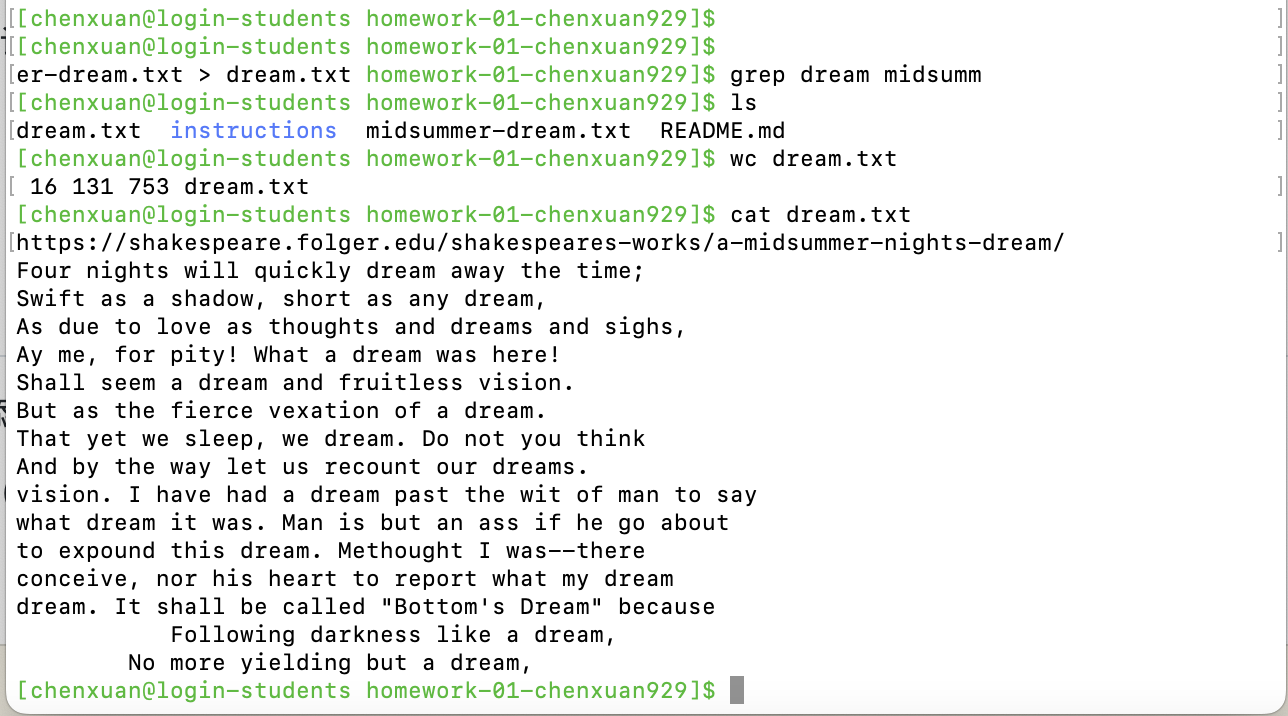 [[chenxuan@login-students homework-01-chenxuan929]$ ]
[[chenxuan@login-students homework-01-chenxuan929]$ ]
[er-dream.txt > dream.txt homework-01-chenxuan929]$ grep dream midsumm ]
[[chenxuan@login-students homework-01-chenxuan929]$ ls ]
[dream.txt  instructions  midsummer-dream.txt  README.md ]
[chenxuan@login-students homework-01-chenxuan929]$ wc dream.txt
[ 16 131 753 dream.txt ]
[chenxuan@login-students homework-01-chenxuan929]$ cat dream.txt
[https://shakespeare.folger.edu/shakespeares-works/a-midsummer-nights-dream/ ]
Four nights will quickly dream away the time;
Swift as a shadow, short as any dream,
As due to love as thoughts and dreams and sighs,
Ay me, for pity! What a dream was here!
Shall seem a dream and fruitless vision.
But as the fierce vexation of a dream.
That yet we sleep, we dream. Do not you think
And by the way let us recount our dreams.
vision. I have had a dream past the wit of man to say
what dream it was. Man is but an ass if he go about
to expound this dream. Methought I was--there
conceive, nor his heart to report what my dream
dream. It shall be called "Bottom's Dream" because
Following darkness like a dream,
No more yielding but a dream,
[chenxuan@login-students homework-01-chenxuan929]$